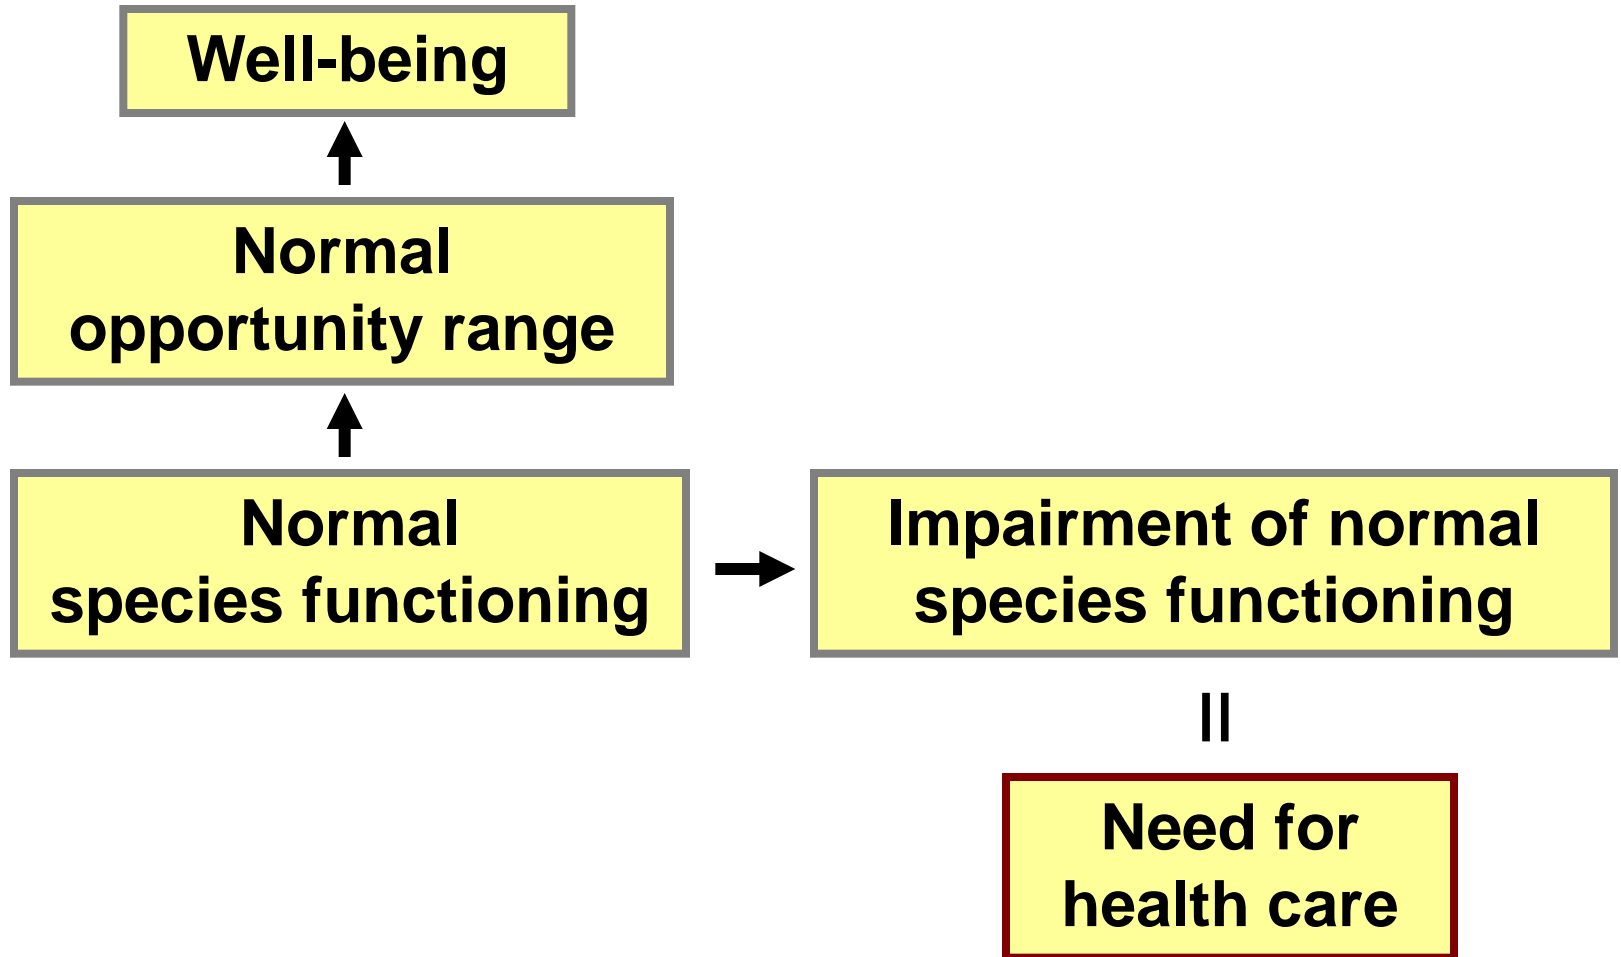 Well-being
Normal
opportunity range
Normal
species functioning
Impairment of normal
species functioning
=
Need for
health care